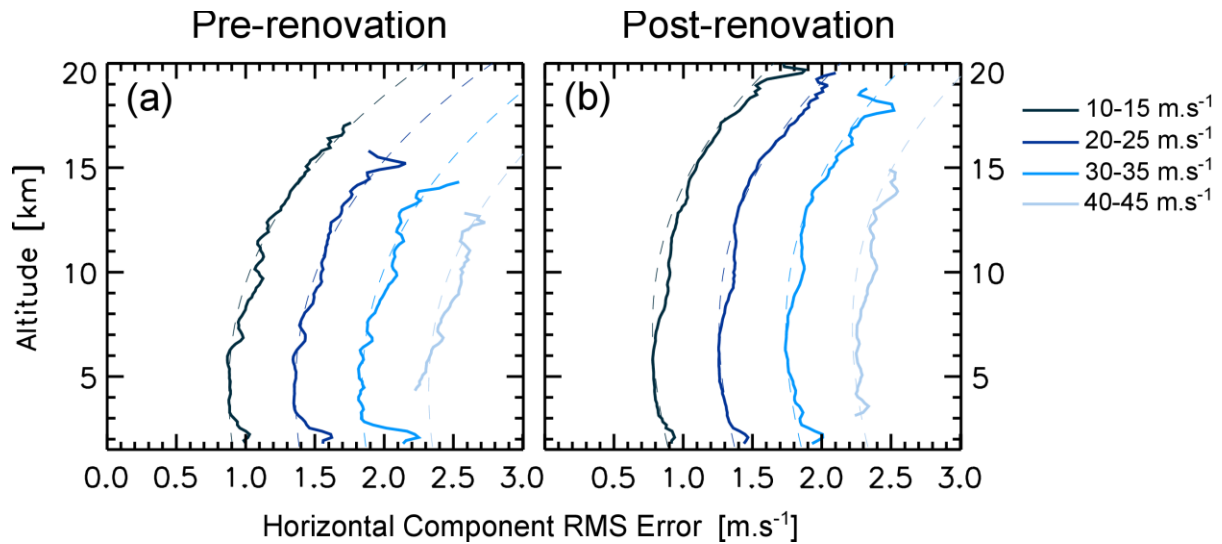 Pre-renovation Post-renovation
20 20
(a) (b)
10-15 m.s⁻¹
20-25 m.s⁻¹
30-35 m.s⁻¹
40-45 m.s⁻¹
15 15
Altitude [km]
10 10
5 5
0.0 0.5 1.0 1.5 2.0 2.5 3.0 0.5 1.0 1.5 2.0 2.5 3.0
Horizontal Component RMS Error [m.s⁻¹]